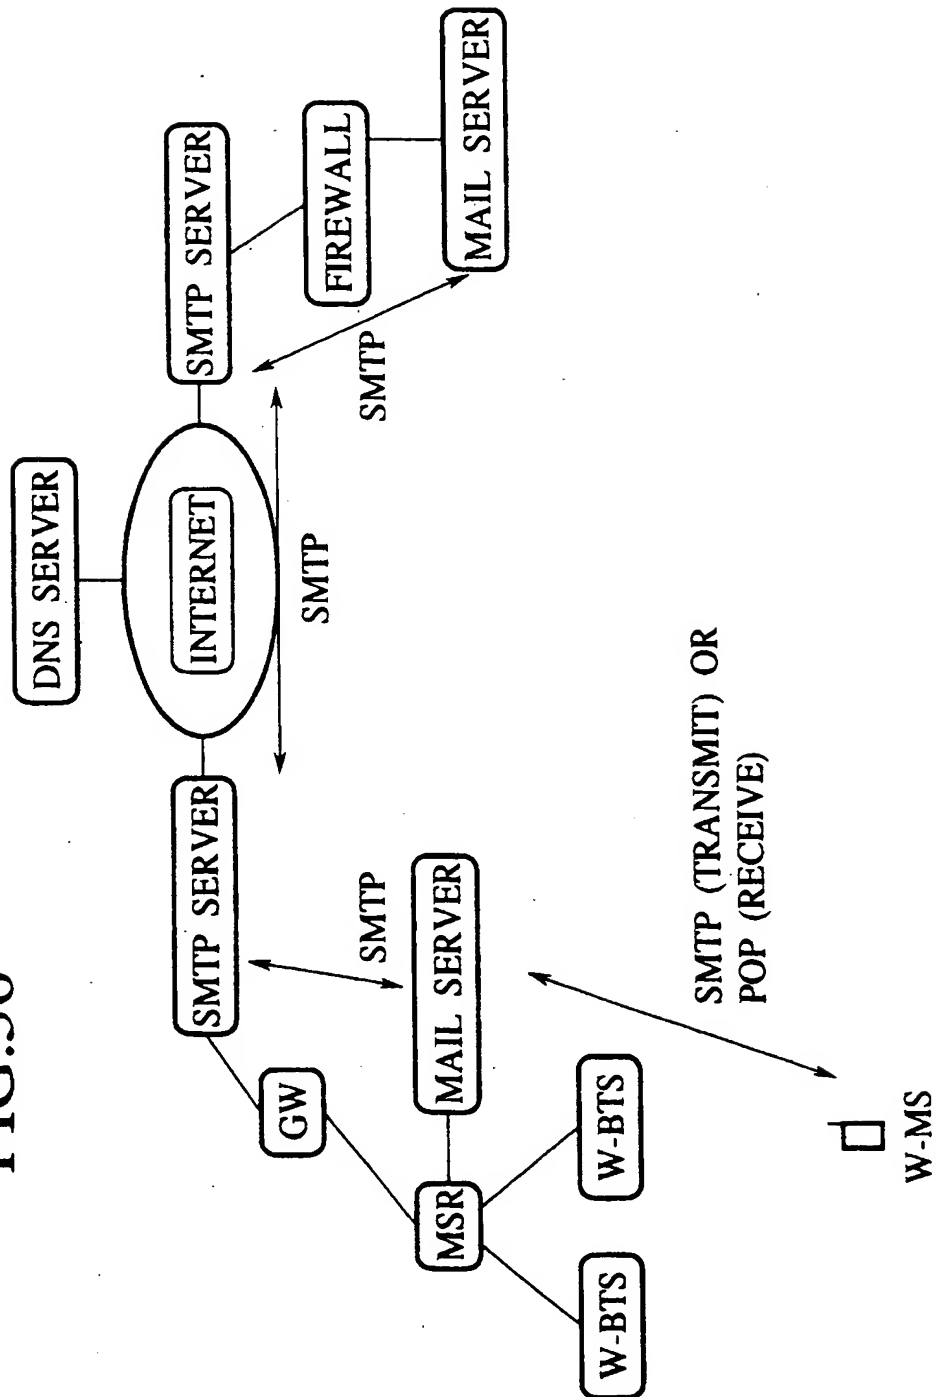 FIG.
DNS SERVER
SMTP SERVER
INTERNET
SMTP SERVER
GW
SMTP
FIREWALL
SMTP
SMTP
MSR
MAIL SERVER
MAIL SERVER
W-BTS
W-BTS
SMTP (TRANSMIT) OR
POP (RECEIVE)
W-MS